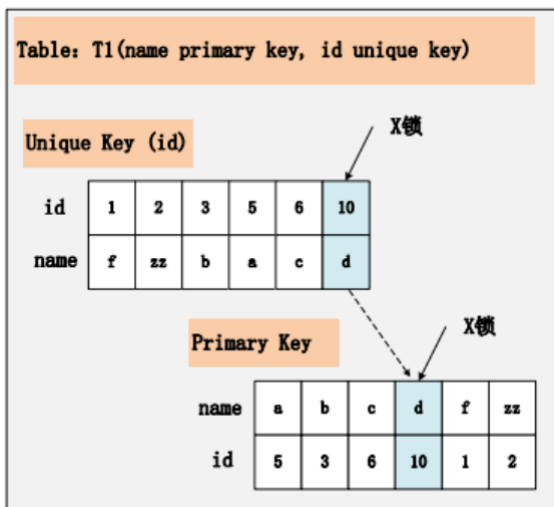 Table: T1(name primary key, id unique key)
X锁
Unique Key (id)
id 1 2 3 5 6 10
name f zz b a c d
X锁
Primary Key
name a b c d f zz
id 5 3 6 10 1 2